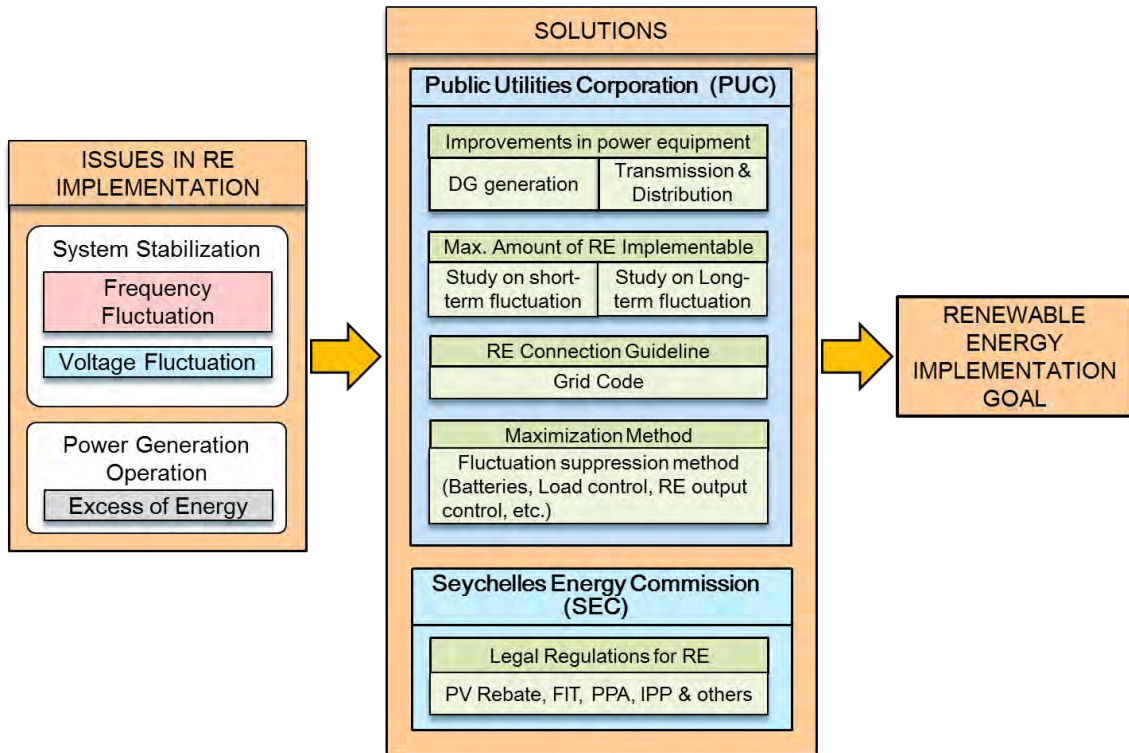 ISSUES IN RE
IMPLEMENTATION
System Stabilization
Frequency
Fluctuation
Voltage Fluctuation
Power Generation
Operation
Excess of Energy
SOLUTIONS
Public Utilities Corporation (PUC)
Improvements in power equipment
DG generation
Transmission &
Distribution
Max. Amount of RE Implementable
Study on short-
term fluctuation
Study on Long-
term fluctuation
RE Connection Guideline
Grid Code
Maximization Method
Fluctuation suppression method
(Batteries, Load control, RE output
control, etc.)
Seychelles Energy Commission
(SEC)
Legal Regulations for RE
PV Rebate, FIT, PPA, IPP & others
RENEWABLE
ENERGY
IMPLEMENTATION
GOAL